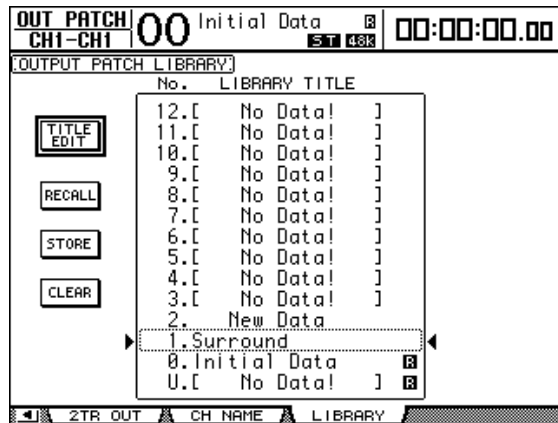 OUT PATCH
CH1-CH1
00 Initial Data R
ST 48K
00:00:00.00
OUTPUT PATCH LIBRARY
No. LIBRARY TITLE
12.[ No Data! ]
11.[ No Data! ]
10.[ No Data! ]
9.[ No Data! ]
8.[ No Data! ]
7.[ No Data! ]
6.[ No Data! ]
5.[ No Data! ]
4.[ No Data! ]
3.[ No Data! ]
2. New Data
1.Surround
0.Initial Data R
U.[ No Data! ] R
TITLE EDIT
RECALL
STORE
CLEAR
2TR OUT
CH NAME
LIBRARY